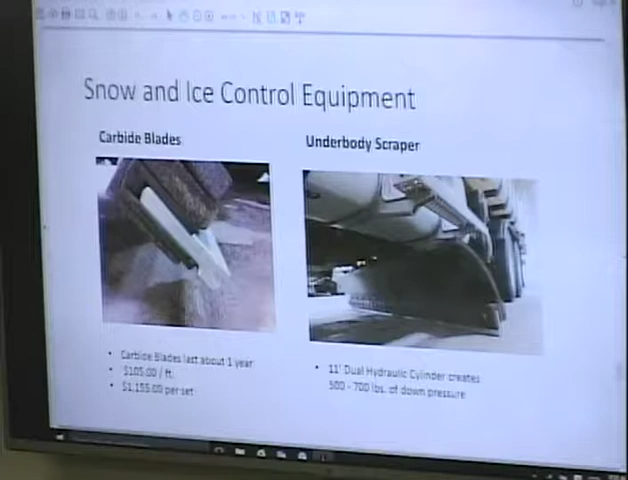 Snow and Ice Control Equipment
Carbide Blades
Underbody Scraper
• Carbide Blades last about 1 year
• $105.00 / ft.
• $1,155.00 per set
• 11' Dual Hydraulic Cylinder creates
500 - 700 lbs. of down pressure